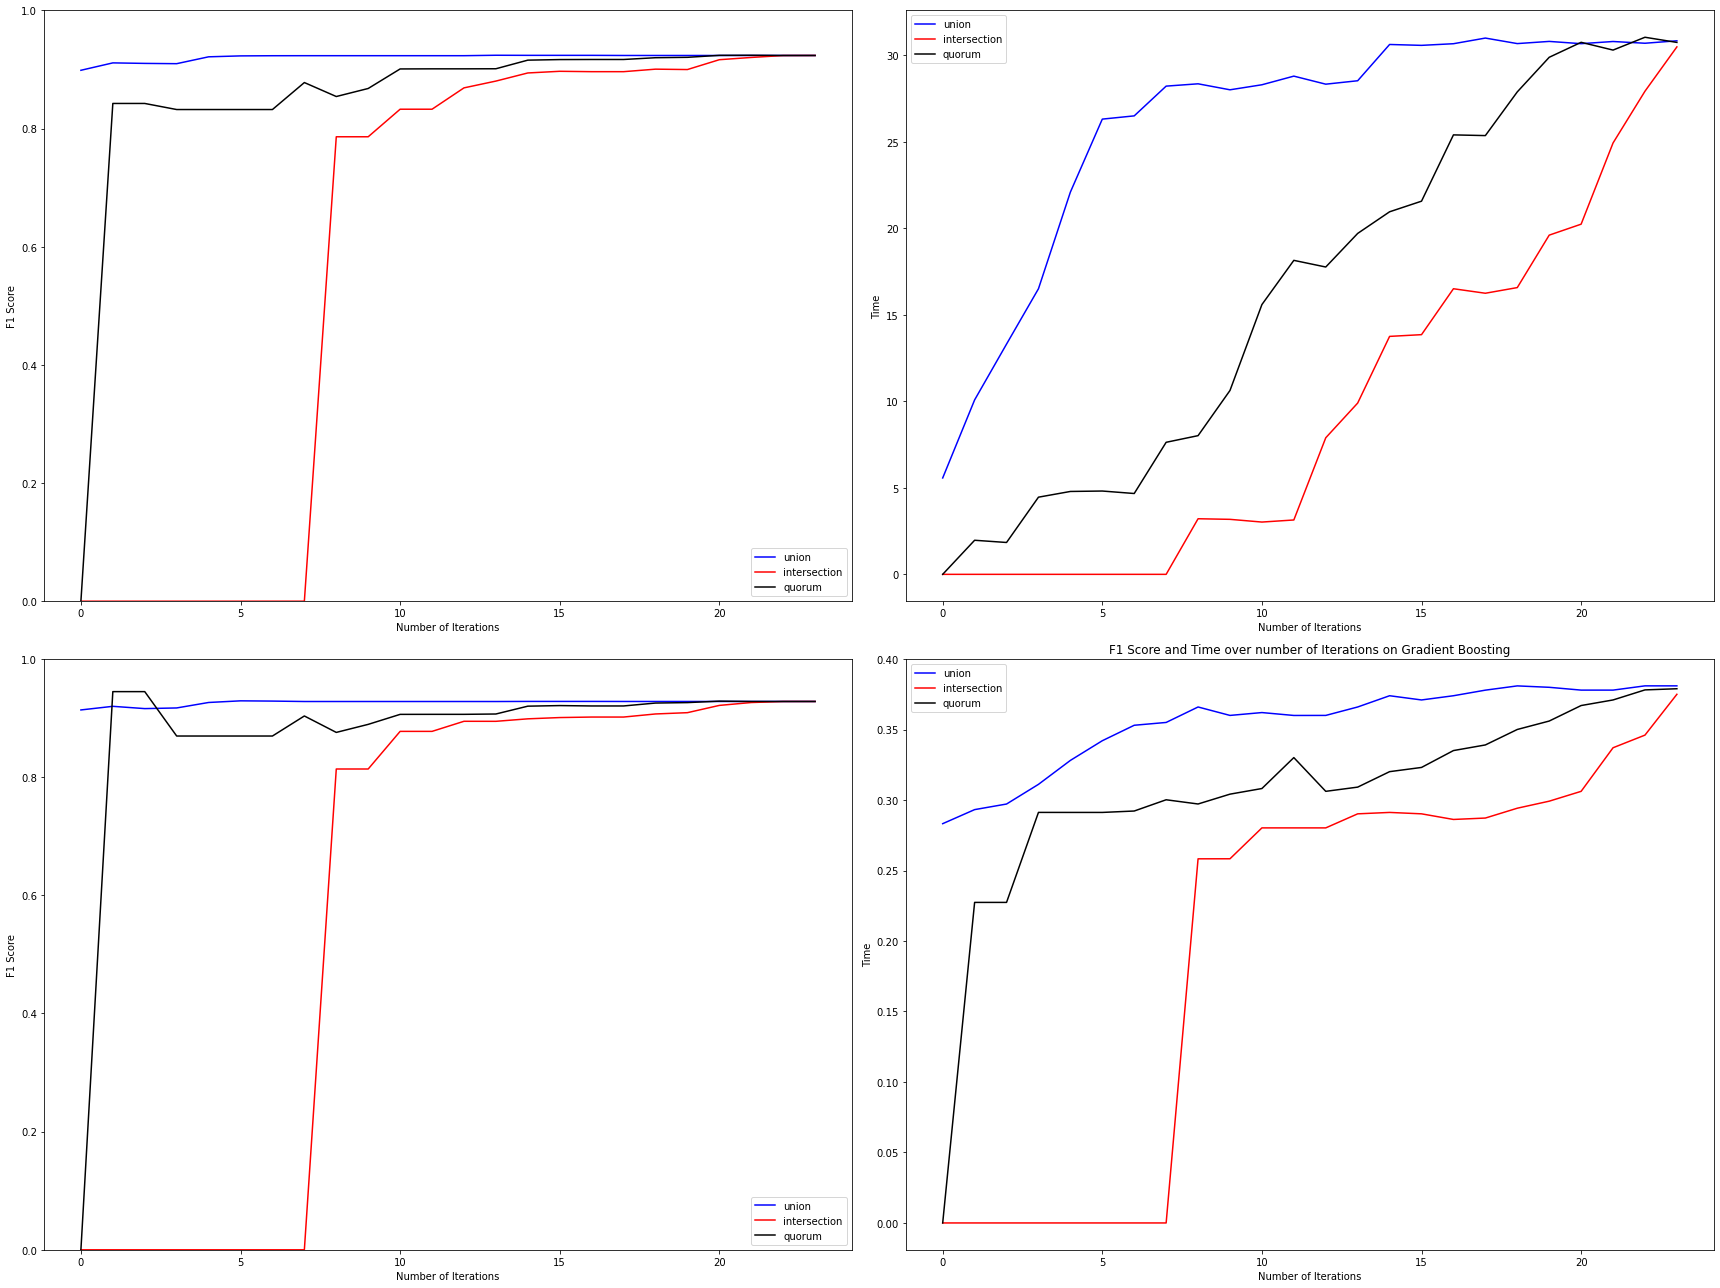 1.0
0.8
0.6
0.4
0.2
0.0
F1 Score
0
5
10
15
20
Number of Iterations
union
intersection
quorum
30
25
20
15
10
5
0
Time
0
5
10
15
20
Number of Iterations
union
intersection
quorum
1.0
0.8
0.6
0.4
0.2
0.0
F1 Score
0
5
10
15
20
Number of Iterations
union
intersection
quorum
F1 Score and Time over number of Iterations on Gradient Boosting
0.40
0.35
0.30
0.25
0.20
0.15
0.10
0.05
0.00
Time
0
5
10
15
20
Number of Iterations
union
intersection
quorum